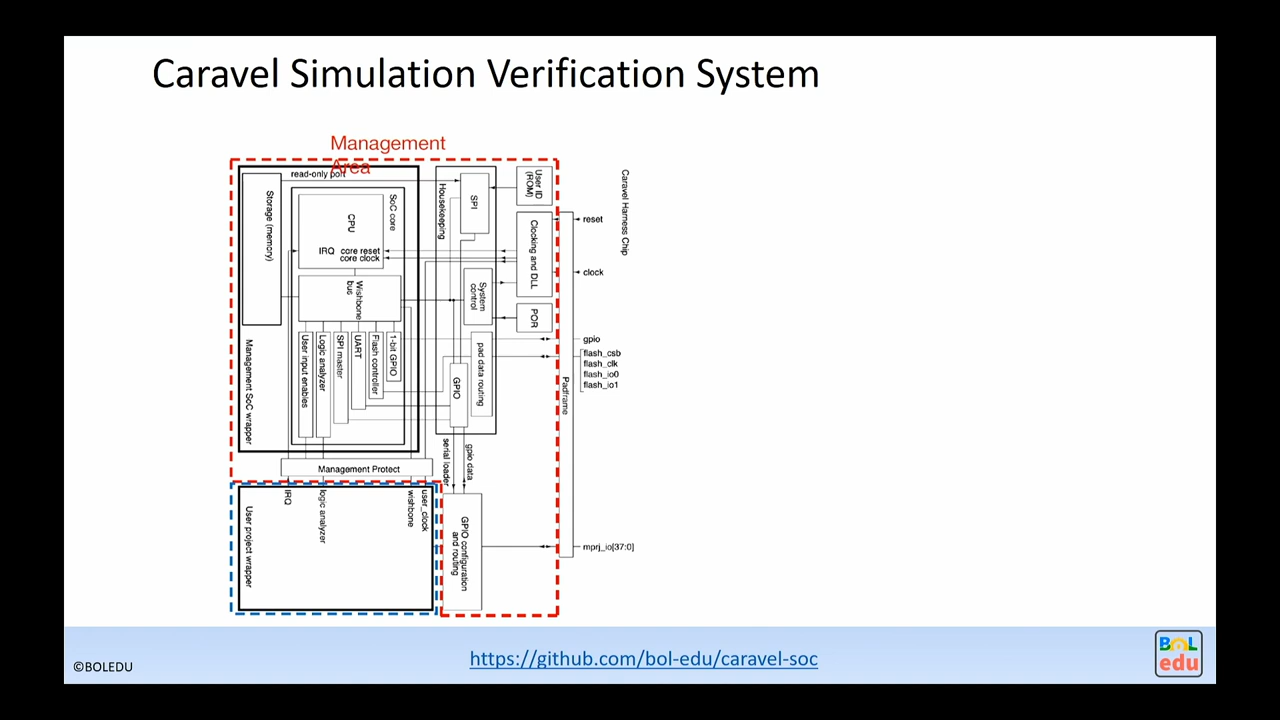 Caravel Simulation Verification System
Management
Area
read-only port
Storage (memory)
CPU
SoC core
IRQ core reset
core clock
Wishbone
bus
User input enables
Logic analyzer
SPI master
UART
Flash controller
1-bit GPIO
Management SoC wrapper
Housekeeping
SPI
User ID
(ROM)
Clocking and DLL
System
control
POR
pad data routing
GPIO
Padframe
Caravel Harness Chip
reset
clock
gpio
flash_csb
flash_clk
flash_io0
flash_io1
serial loader
gpio data
Management Protect
IRQ
logic analyzer
wishbone
user_clock
User project wrapper
GPIO configuration
and routing
mprj_io[37:0]
©BOLEDU
https://github.com/bol-edu/caravel-soc
BOL
edu